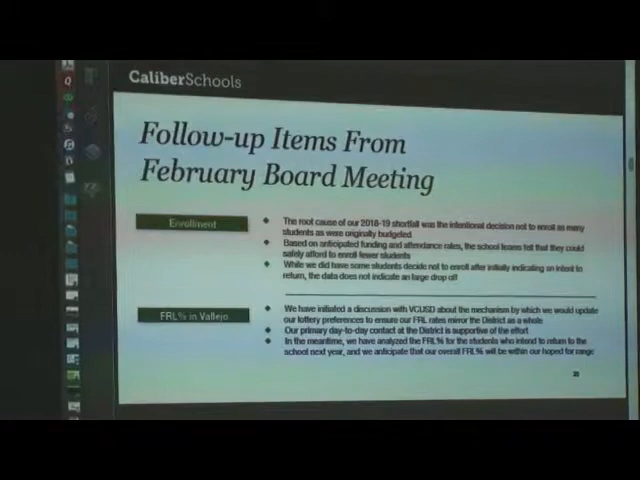 CaliberSchools
Follow-up Items From
February Board Meeting
Enrollment
The root cause of our 2018-19 shortfall was the intentional decision not to enroll as many
students as were originally budgeted
Based on anticipated funding and attendance rates, the school teams felt that they could
safely afford to enroll fewer students
While we did have some students decide not to enroll after initially indicating an intent to
return, the data does not indicate an large drop off
FRL% in Vallejo
We have initiated a discussion with VCUSD about the mechanism by which we would update
our lottery preferences to ensure our FRL rates mirror the District as a whole
Our primary day-to-day contact at the District is supportive of the effort
In the meantime, we have analyzed the FRL% for the students who intend to return to the
school next year, and we anticipate that our overall FRL% will be within our hoped for range